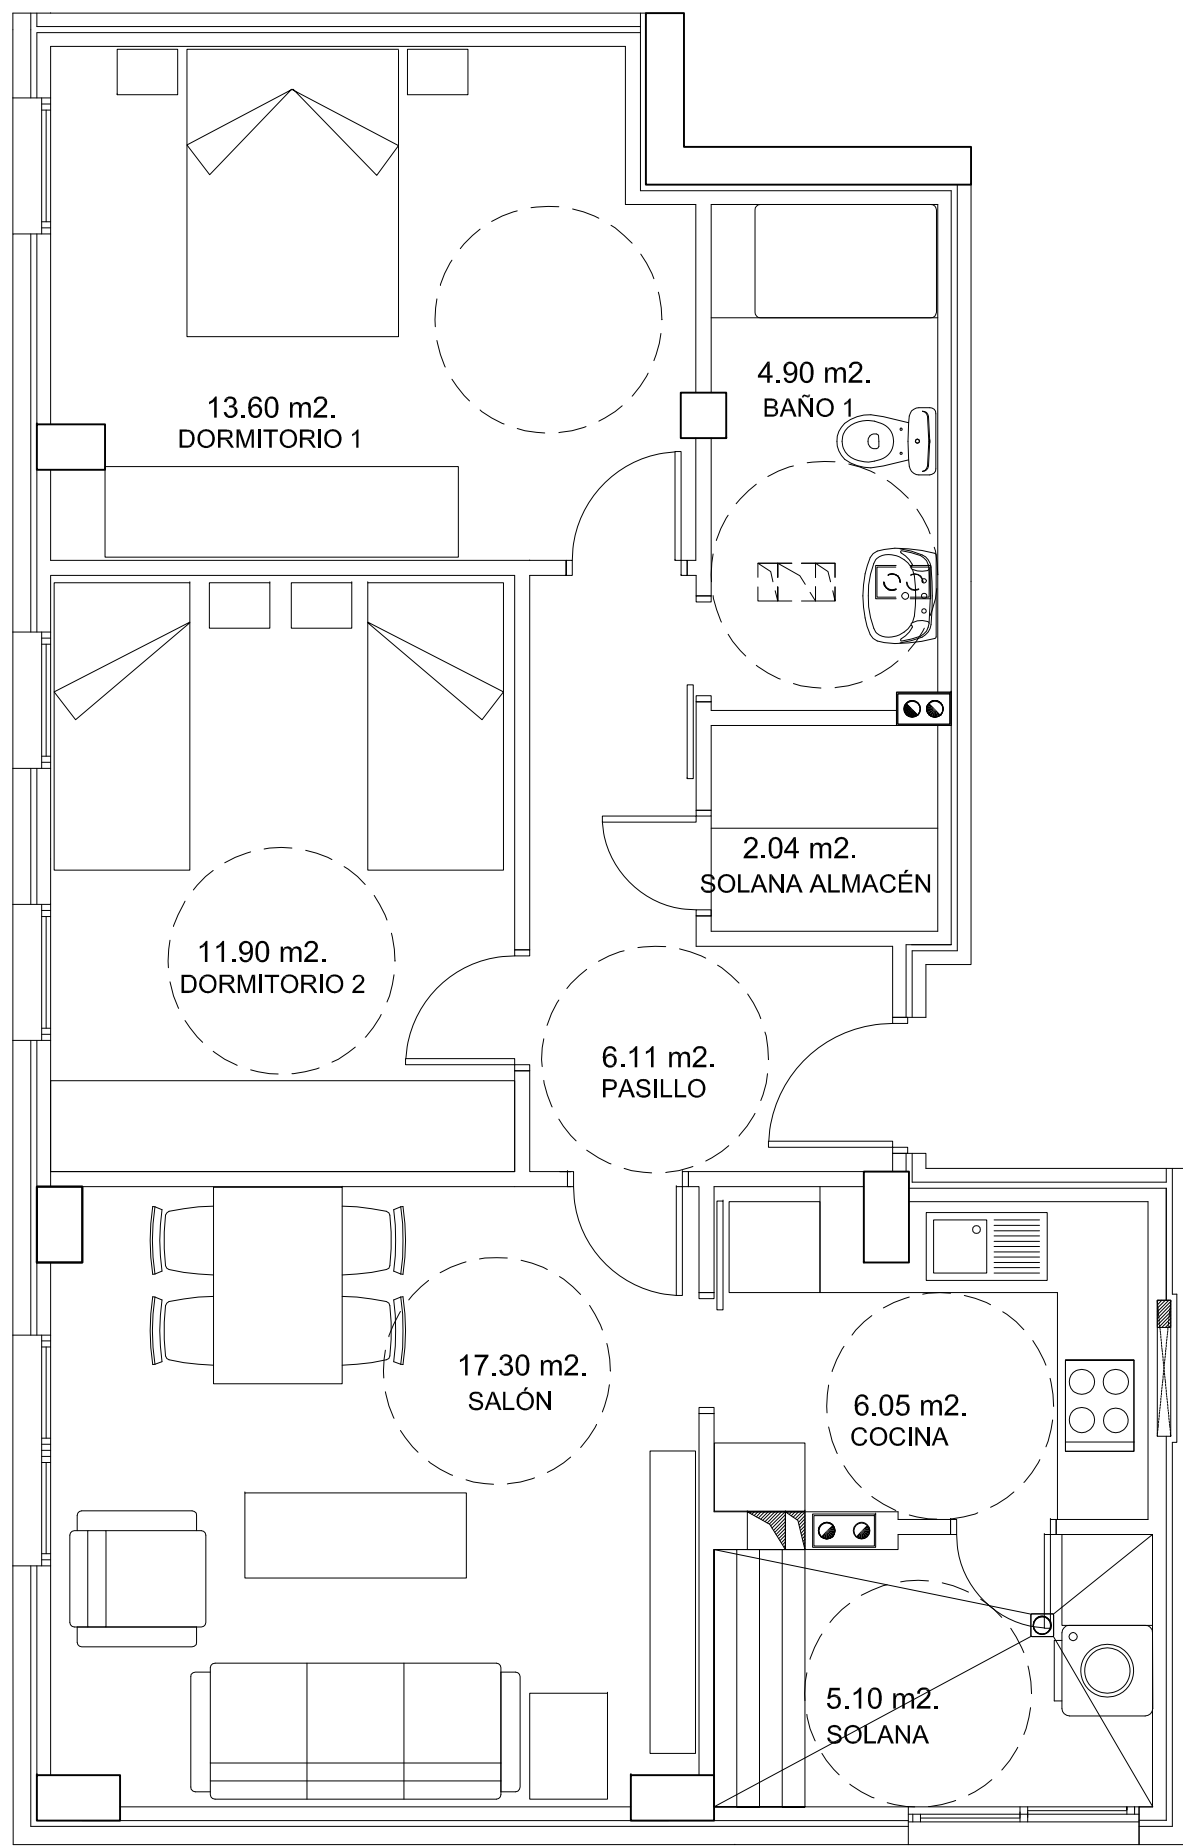 4.90 m2.
BAÑO 1
13.60 m2.
DORMITORIO 1
2.04 m2.
SOLANA ALMACÉN
11.90 m2.
DORMITORIO 2
6.11 m2.
PASILLO
17.30 m2.
SALÓN
6.05 m2.
COCINA
5.10 m2.
SOLANA